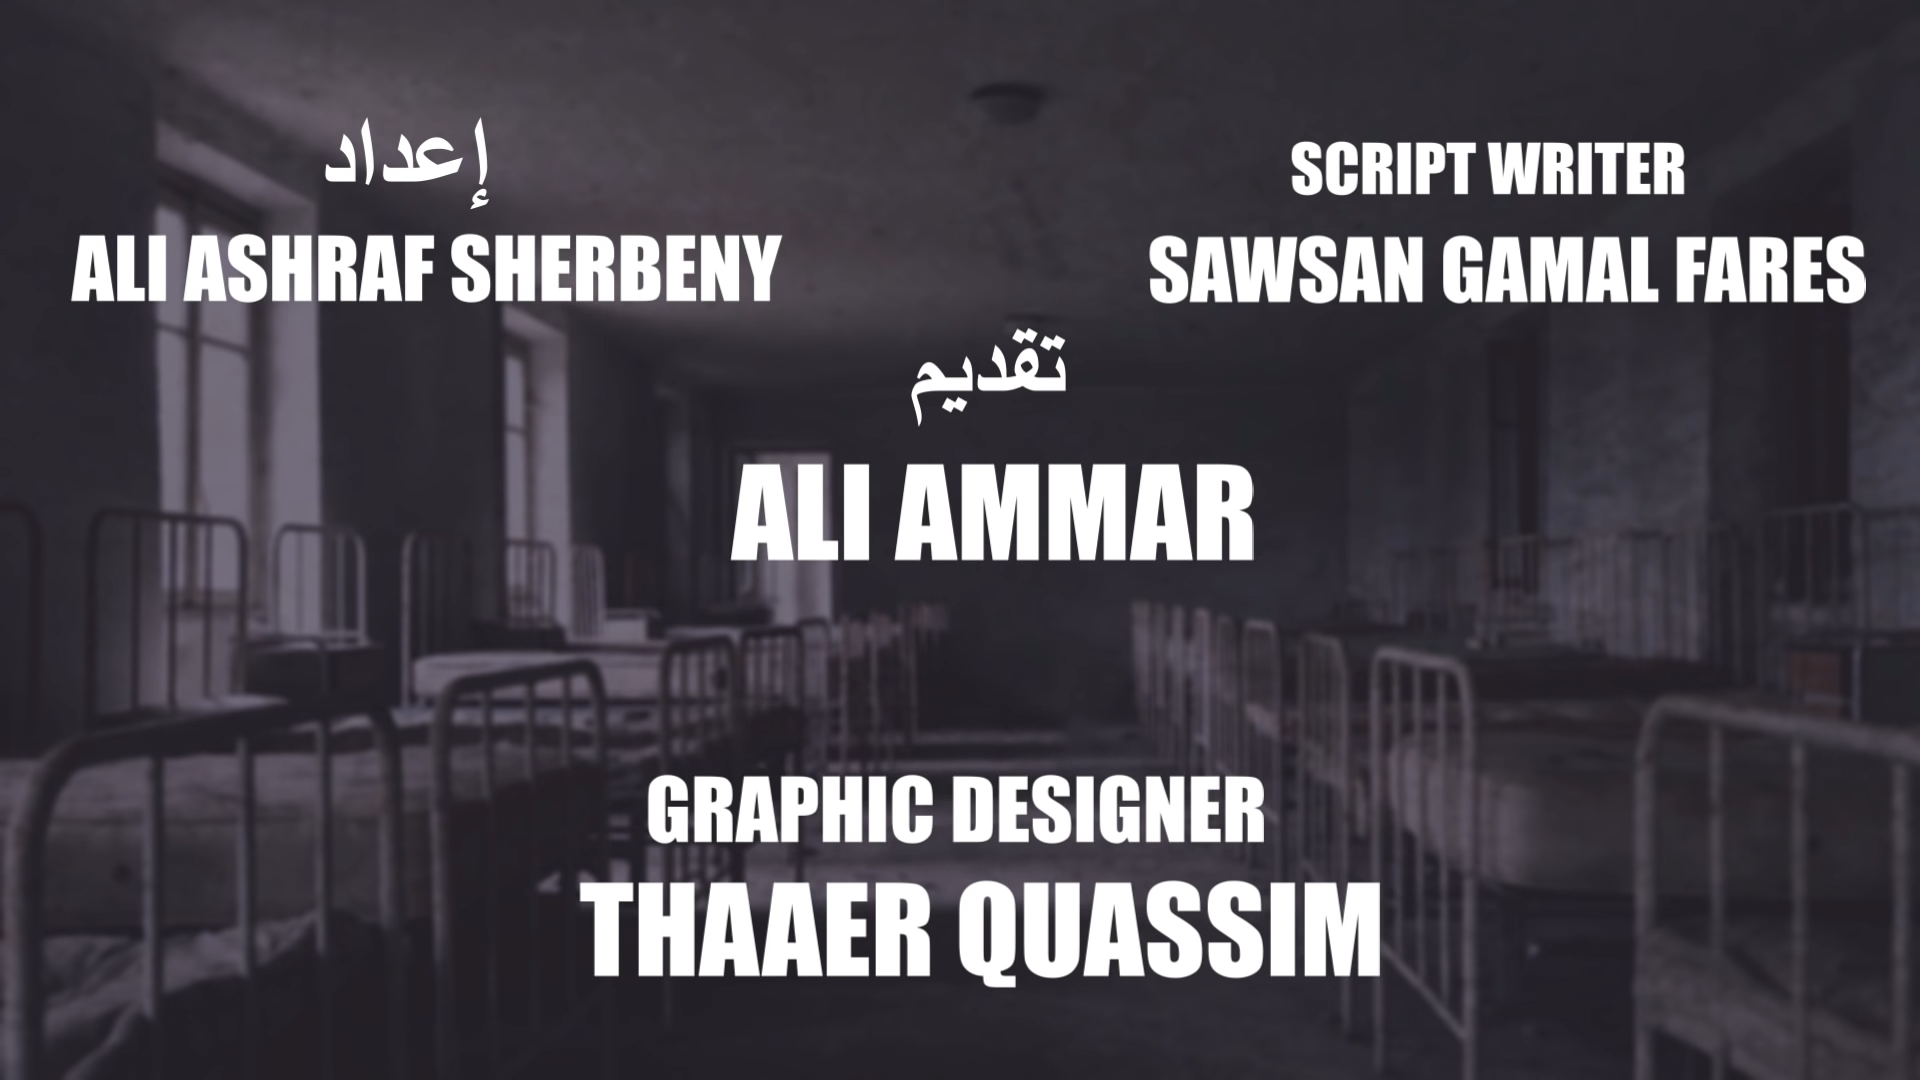 إعداد
ALI ASHRAF SHERBENY
SCRIPT WRITER
SAWSAN GAMAL FARES
تقديم
ALI AMMAR
GRAPHIC DESIGNER
THAAER QUASSIM